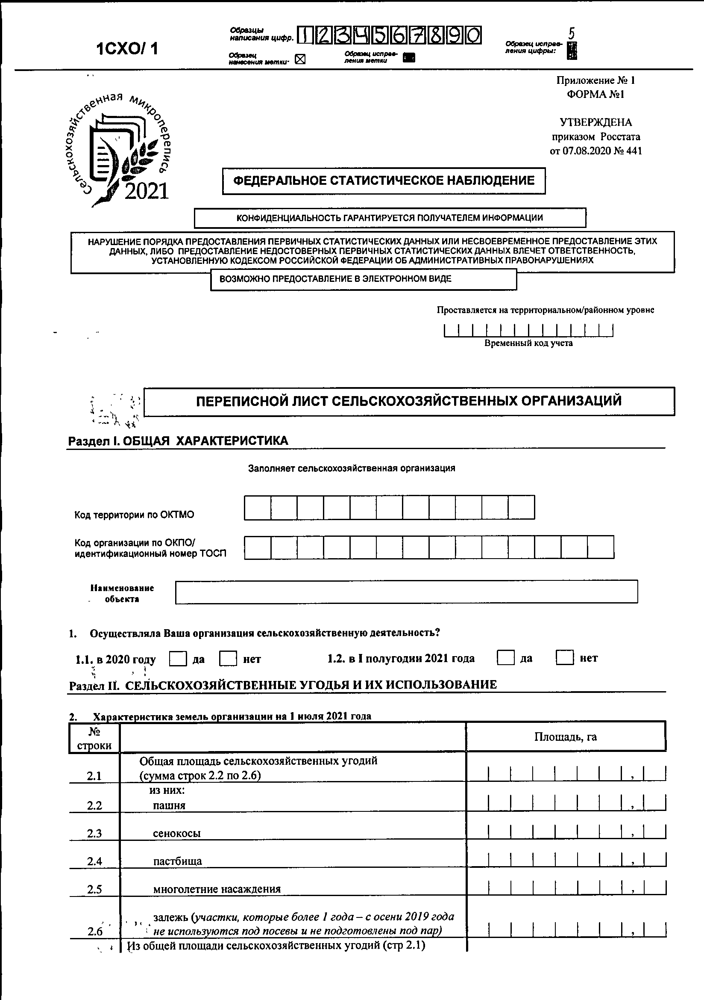 1СХО/ 1
Образцы
написания цифр.
1 2 3 4 5 6 7 8 9 0
Образец
нанесения метки-
Образец исправ-
ления метки
Образец исправ-
ления цифры:
5
Приложение № 1
ФОРМА №1
УТВЕРЖДЕНА
приказом Росстата
от 07.08.2020 № 441
Сельскохозяйственная микроперепись
2021
ФЕДЕРАЛЬНОЕ СТАТИСТИЧЕСКОЕ НАБЛЮДЕНИЕ
КОНФИДЕНЦИАЛЬНОСТЬ ГАРАНТИРУЕТСЯ ПОЛУЧАТЕЛЕМ ИНФОРМАЦИИ
НАРУШЕНИЕ ПОРЯДКА ПРЕДОСТАВЛЕНИЯ ПЕРВИЧНЫХ СТАТИСТИЧЕСКИХ ДАННЫХ ИЛИ НЕСВОЕВРЕМЕННОЕ ПРЕДОСТАВЛЕНИЕ ЭТИХ
ДАННЫХ, ЛИБО ПРЕДОСТАВЛЕНИЕ НЕДОСТОВЕРНЫХ ПЕРВИЧНЫХ СТАТИСТИЧЕСКИХ ДАННЫХ ВЛЕЧЕТ ОТВЕТСТВЕННОСТЬ,
УСТАНОВЛЕННУЮ КОДЕКСОМ РОССИЙСКОЙ ФЕДЕРАЦИИ ОБ АДМИНИСТРАТИВНЫХ ПРАВОНАРУШЕНИЯХ
ВОЗМОЖНО ПРЕДОСТАВЛЕНИЕ В ЭЛЕКТРОННОМ ВИДЕ
Проставляется на территориальном/районном уровне
Временный код учета
ПЕРЕПИСНОЙ ЛИСТ СЕЛЬСКОХОЗЯЙСТВЕННЫХ ОРГАНИЗАЦИЙ
Раздел I. ОБЩАЯ ХАРАКТЕРИСТИКА
Заполняет сельскохозяйственная организация
Код территории по ОКТМО
Код организации по ОКПО/
идентификационный номер ТОСП
Наименование
объекта
1. Осуществляла Ваша организация сельскохозяйственную деятельность?
1.1. в 2020 году да нет 1.2. в I полугодии 2021 года да нет
Раздел II. СЕЛЬСКОХОЗЯЙСТВЕННЫЕ УГОДЬЯ И ИХ ИСПОЛЬЗОВАНИЕ
2. Характеристика земель организации на 1 июля 2021 года
№
строки
Площадь, га
Общая площадь сельскохозяйственных угодий
2.1 (сумма строк 2.2 по 2.6) ,
из них:
2.2 пашня ,
2.3 сенокосы ,
2.4 пастбища ,
2.5 многолетние насаждения ,
залежь (участки, которые более 1 года – с осени 2019 года
2.6 не используются под посевы и не подготовлены под пар) ,
Из общей площади сельскохозяйственных угодий (стр 2.1)